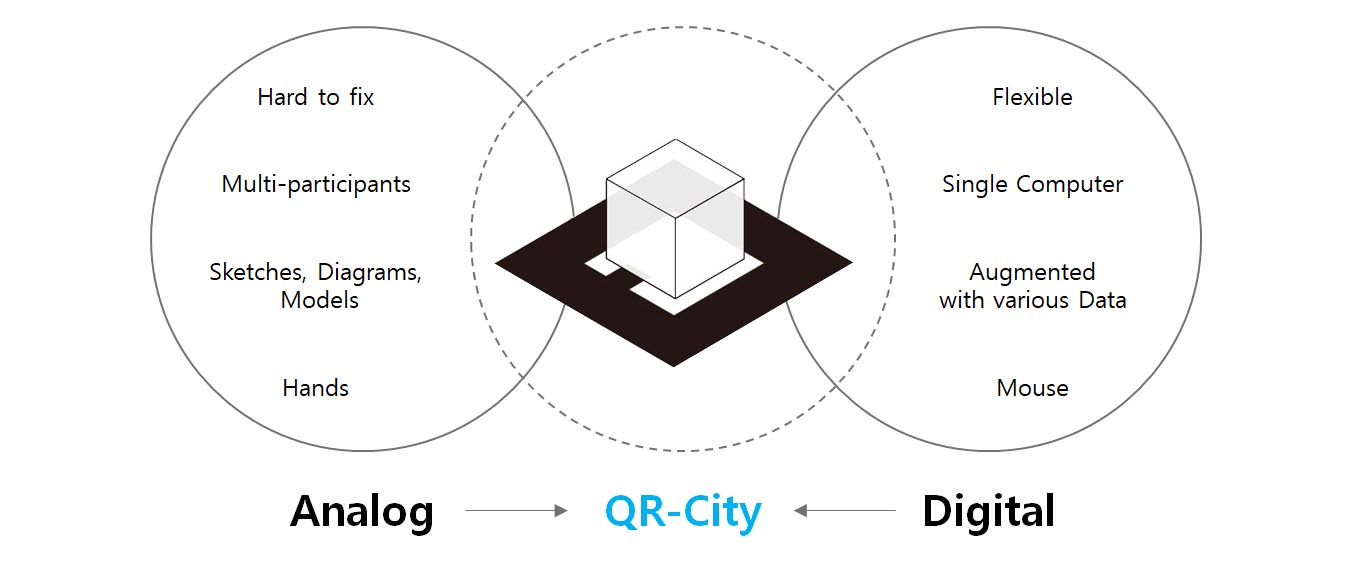 Hard to fix
Multi-participants
Sketches, Diagrams,
Models
Hands
Flexible
Single Computer
Augmented
with various Data
Mouse
Analog
QR-City
Digital